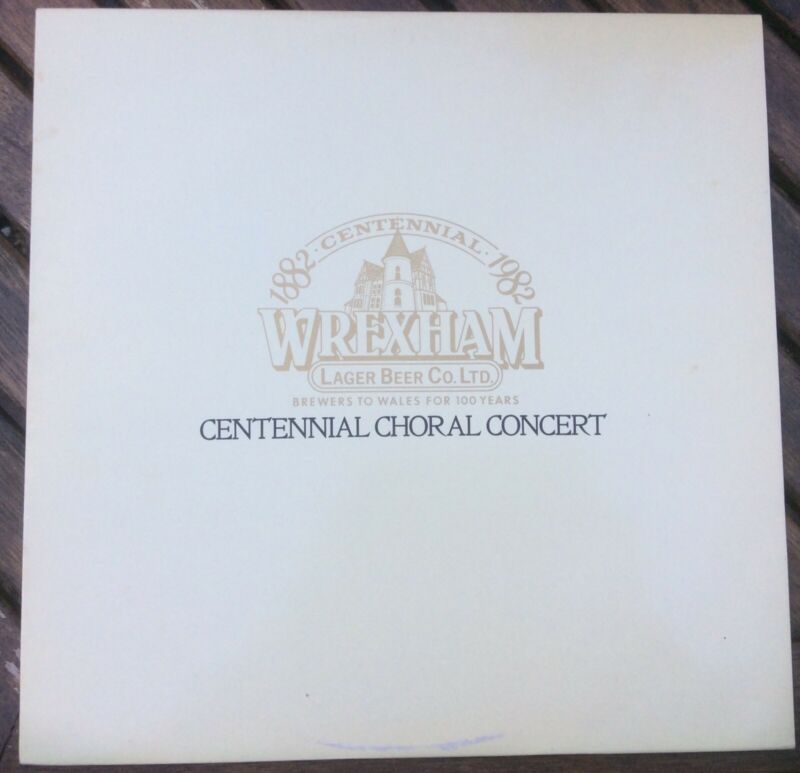 1882 · CENTENNIAL · 1982
WREXHAM
LAGER BEER CO. LTD.
BREWERS TO WALES FOR 100 YEARS
CENTENNIAL CHORAL CONCERT